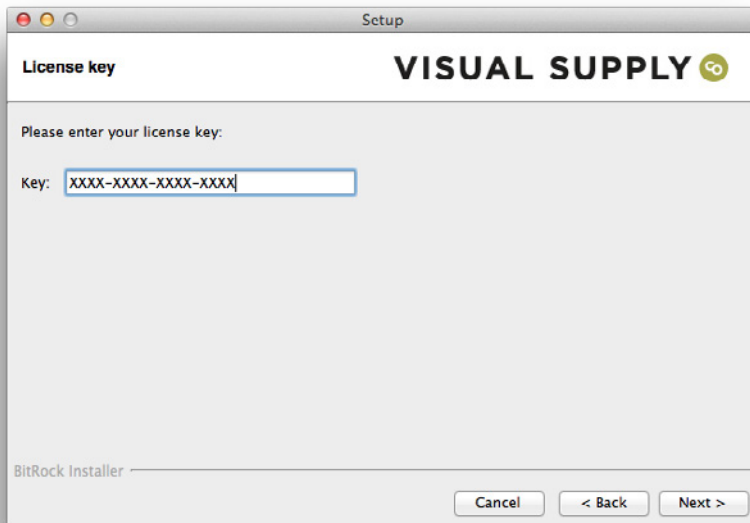 Setup
License key
VISUAL SUPPLY CO
Please enter your license key:
Key: XXXX-XXXX-XXXX-XXXX
BitRock Installer
Cancel < Back Next >